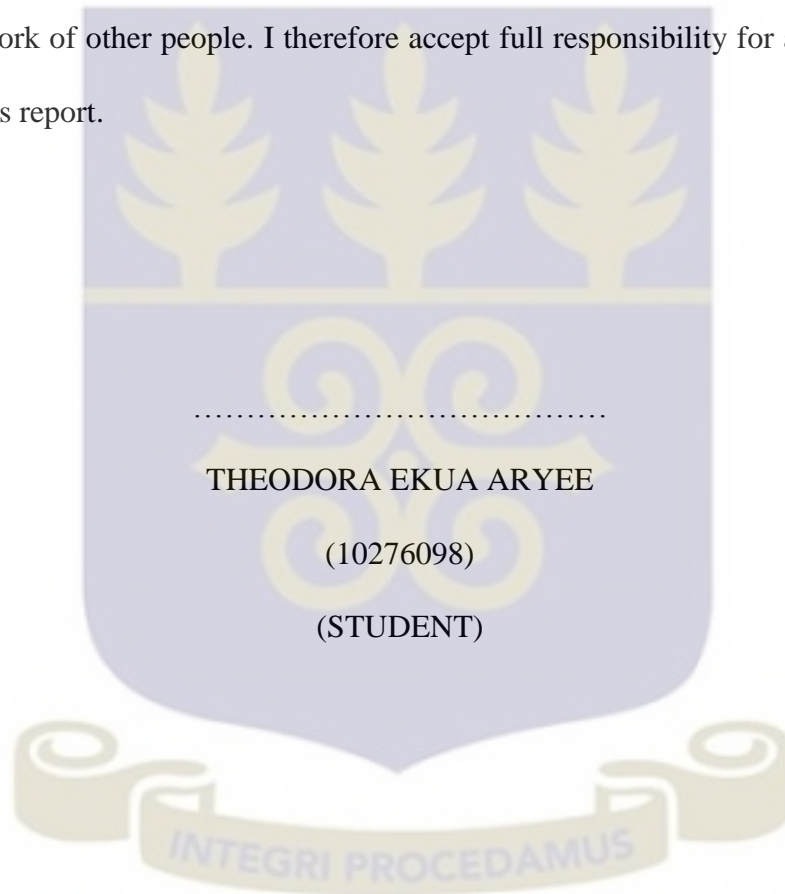 ork of other people. I therefore accept full responsibility for
s report.
…………………………………
THEODORA EKUA ARYEE
(10276098)
(STUDENT)
INTEGRI PROCEDAMUS